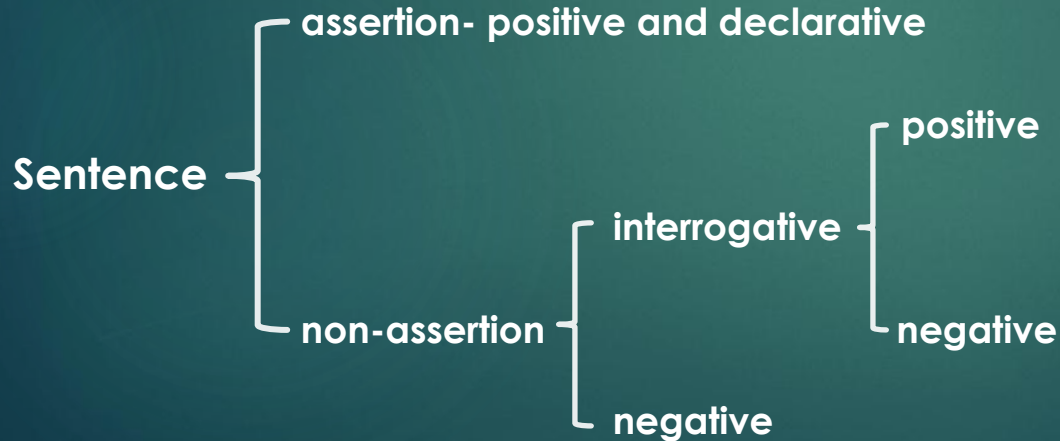 assertion- positive and declarative
positive
Sentence
interrogative
non-assertion
negative
negative